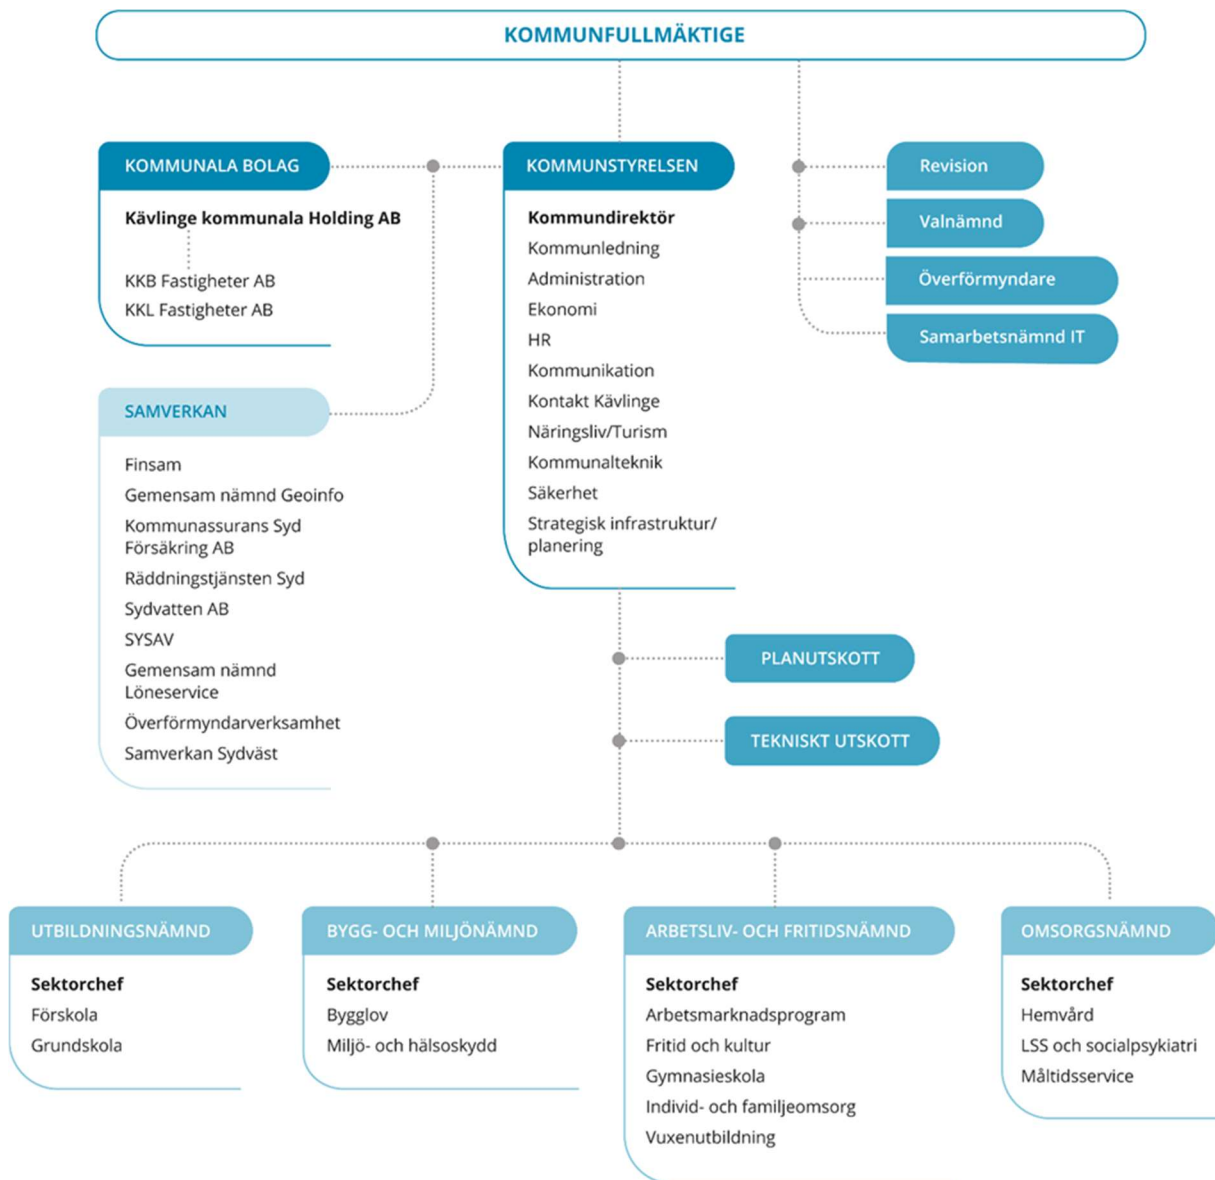 KOMMUNFULLMÄKTIGE
KOMMUNALA BOLAG
Kävlinge kommunala Holding AB
KKB Fastigheter AB
KKL Fastigheter AB
SAMVERKAN
Finsam
Gemensam nämnd Geoinfo
Kommunassurans Syd
Försäkring AB
Räddningstjänsten Syd
Sydvatten AB
SYSAV
Gemensam nämnd
Löneservice
Överförmyndarverksamhet
Samverkan Sydväst
KOMMUNSTYRELSEN
Kommundirektör
Kommunledning
Administration
Ekonomi
HR
Kommunikation
Kontakt Kävlinge
Näringsliv/Turism
Kommunalteknik
Säkerhet
Strategisk infrastruktur/
planering
Revision
Valnämnd
Överförmyndare
Samarbetsnämnd IT
PLANUTSKOTT
TEKNISKT UTSKOTT
UTBILDNINGSNÄMND
Sektorchef
Förskola
Grundskola
BYGG- OCH MILJÖNÄMND
Sektorchef
Bygglov
Miljö- och hälsoskydd
ARBETSLIV- OCH FRITIDSNÄMND
Sektorchef
Arbetsmarknadsprogram
Fritid och kultur
Gymnasieskola
Individ- och familjeomsorg
Vuxenutbildning
OMSORGSNÄMND
Sektorchef
Hemvård
LSS och socialpsykiatri
Måltidsservice